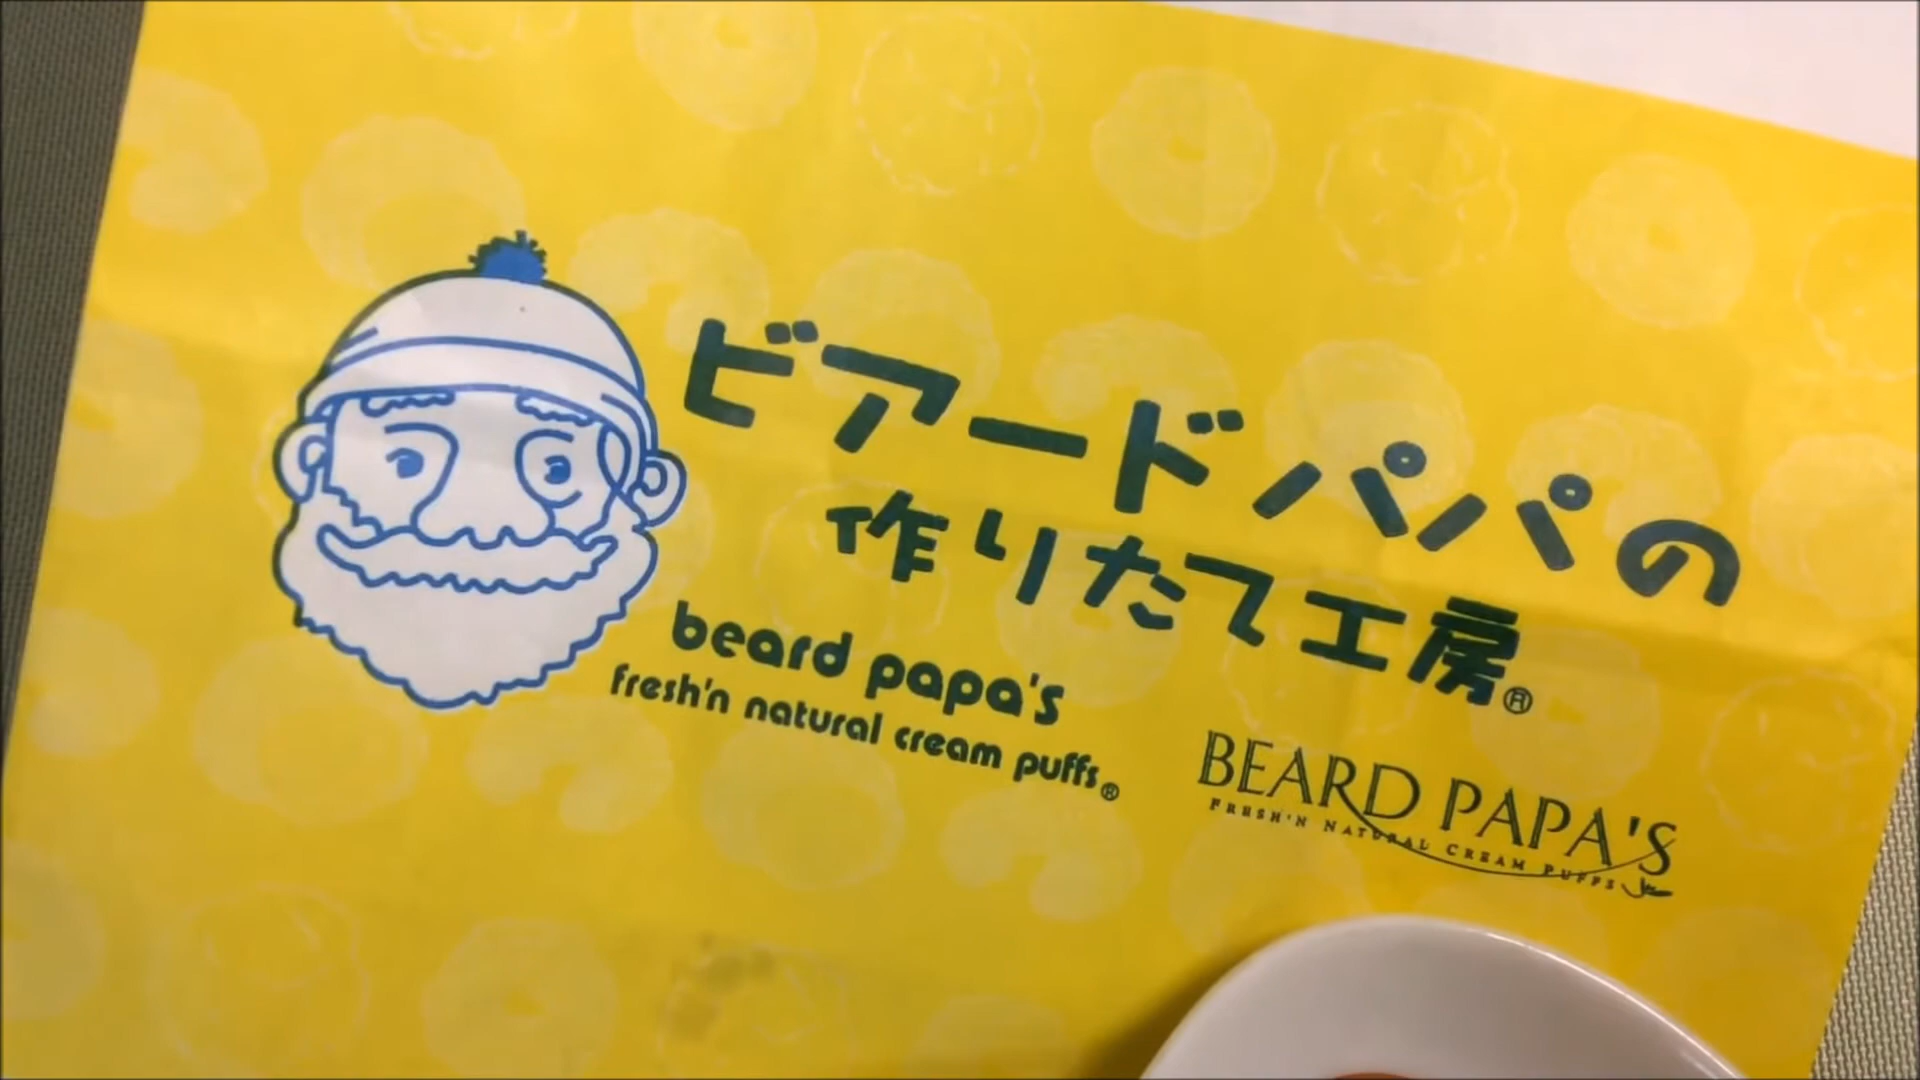 ビアードパパの
作りたて工房®
beard papa's
fresh'n natural cream puffs®
BEARD PAPA'S
FRESH'N NATURAL CREAM PUFFS